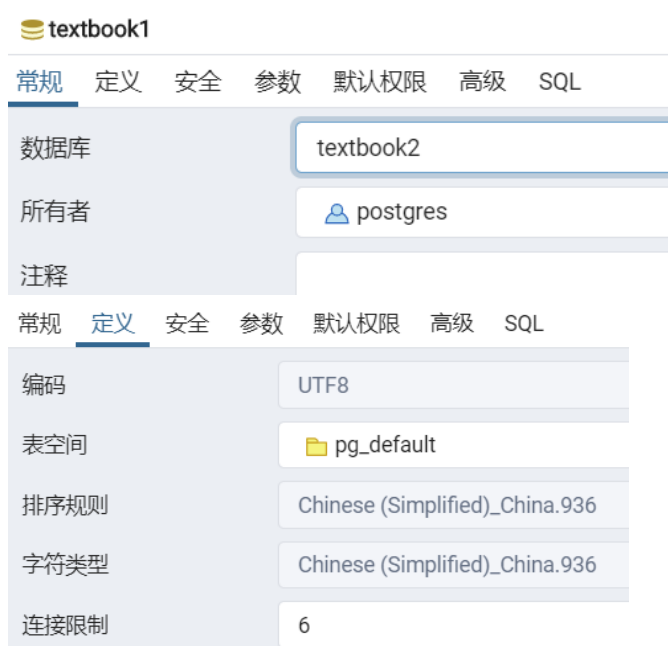 textbook1
常规 定义 安全 参数 默认权限 高级 SQL
数据库 textbook2
所有者 postgres
注释
常规 定义 安全 参数 默认权限 高级 SQL
编码 UTF8
表空间 pg_default
排序规则 Chinese (Simplified)_China.936
字符类型 Chinese (Simplified)_China.936
连接限制 6